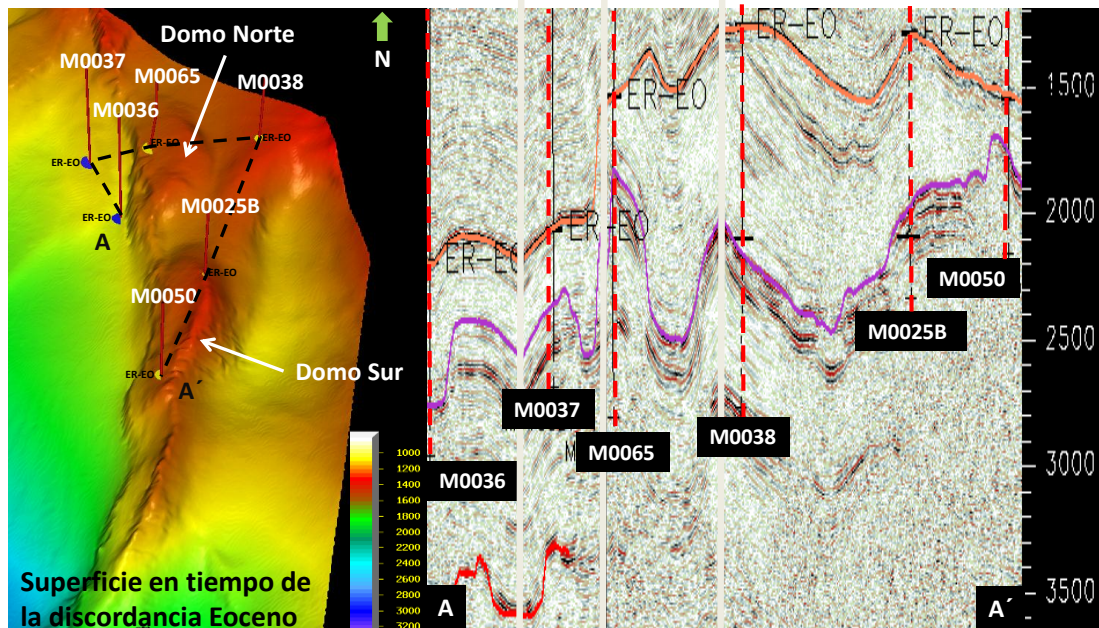 Domo Norte
N
M0037
M0065
M0038
M0036
ER-EO
ER-EO
ER-EO
ER-EO
A
M0025B
ER-EO
M0050
ER-EO
A´
Domo Sur
1000
1200
1400
1600
1800
2000
2200
2400
2600
2800
3000
3200
Superficie en tiempo de
la discordancia Eoceno
ER-EO
ER-EO
ER-EO
ER-EO
ER-EO
1500
2000
2500
3000
3500
M0050
M0025B
M0037
M0038
M0065
M0036
A
A´